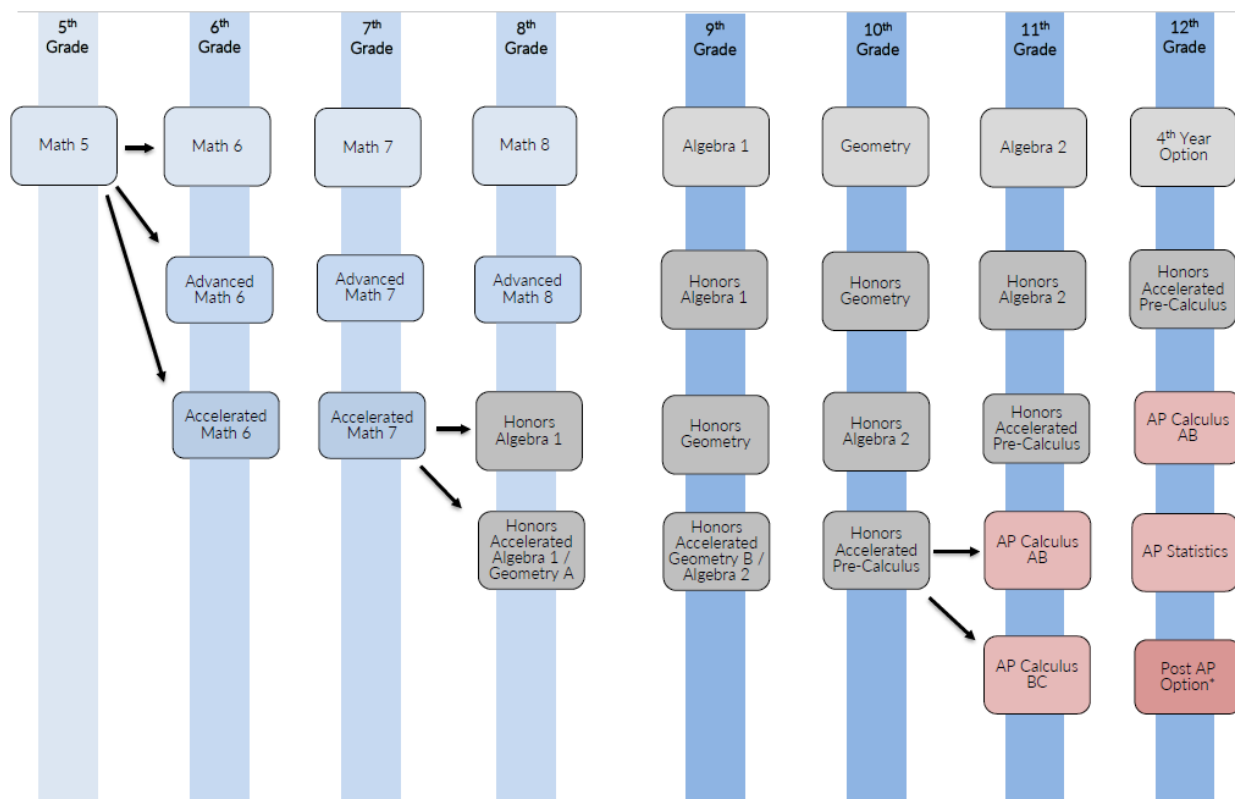 5th
Grade
6th
Grade
7th
Grade
8th
Grade
9th
Grade
10th
Grade
11th
Grade
12th
Grade
Math 5
Math 6
Math 7
Math 8
Algebra 1
Geometry
Algebra 2
4th Year
Option
Advanced
Math 6
Advanced
Math 7
Advanced
Math 8
Honors
Algebra 1
Honors
Geometry
Honors
Algebra 2
Honors
Accelerated
Pre-Calculus
Accelerated
Math 6
Accelerated
Math 7
Honors
Algebra 1
Honors
Geometry
Honors
Algebra 2
Honors
Accelerated
Pre-Calculus
AP Calculus
AB
Honors
Accelerated
Algebra 1 /
Geometry A
Honors
Accelerated
Geometry B /
Algebra 2
Honors
Accelerated
Pre-Calculus
AP Calculus
AB
AP Statistics
AP Calculus
BC
Post AP
Option*